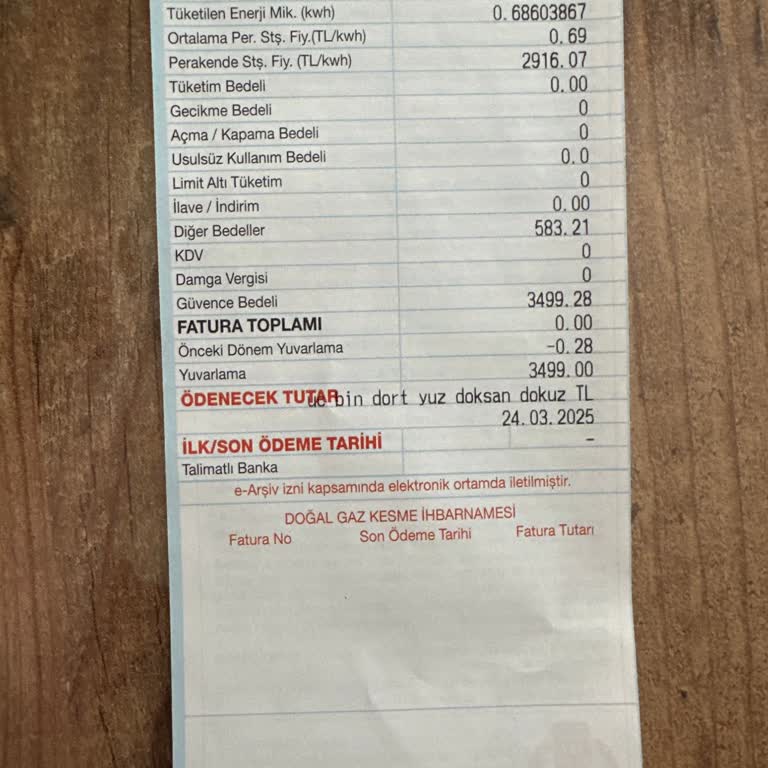 Tüketilen Enerji Mik. (kwh) 0.68603867
Ortalama Per. Stş. Fiy.(TL/kwh) 0.69
Perakende Stş. Fiy. (TL/kwh) 2916.07
Tüketim Bedeli 0.00
Gecikme Bedeli 0
Açma / Kapama Bedeli 0
Usulsüz Kullanım Bedeli 0.0
Limit Altı Tüketim 0
İlave / İndirim 0.00
Diğer Bedeller 583.21
KDV 0
Damga Vergisi 0
Güvence Bedeli 3499.28
FATURA TOPLAMI 0.00
Önceki Dönem Yuvarlama -0.28
Yuvarlama 3499.00
ÖDENECEK TUTAR uc bin dort yuz doksan dokuz TL
24.03.2025
İLK/SON ÖDEME TARİHİ -
Talimatlı Banka
e-Arşiv izni kapsamında elektronik ortamda iletilmiştir.
DOĞAL GAZ KESME İHBARNAMESİ
Fatura No Son Ödeme Tarihi Fatura Tutarı